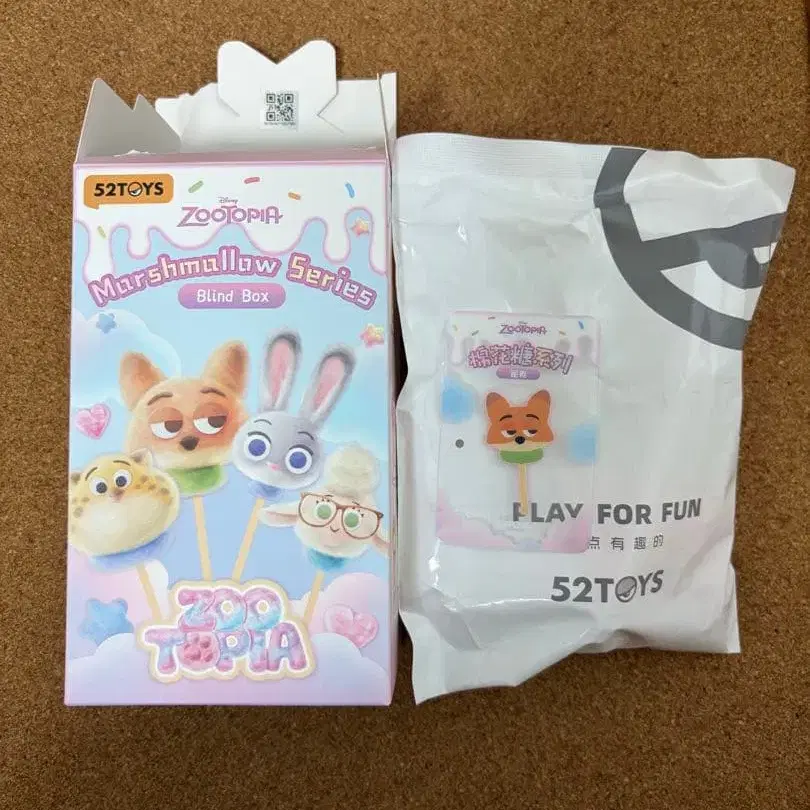 52TOYS
Disney
ZOOTOPIA
Marshmallow Series
Blind Box
ZOO
TOPIA
Disney
ZOOTOPIA
棉花糖系列
PLAY FOR FUN
点有趣的
52TOYS